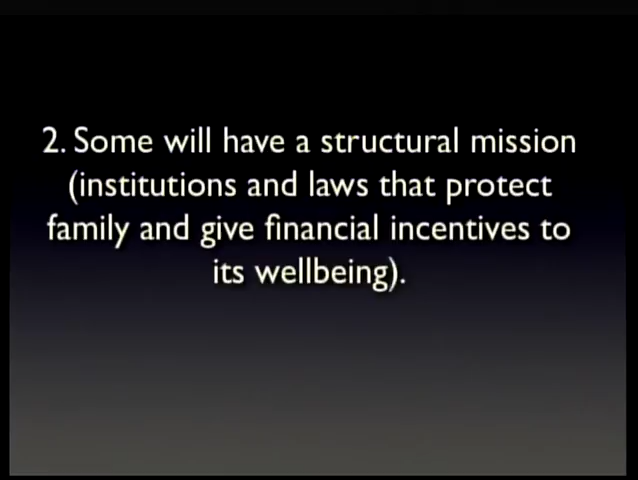 2. Some will have a structural mission
(institutions and laws that protect
family and give financial incentives to
its wellbeing).